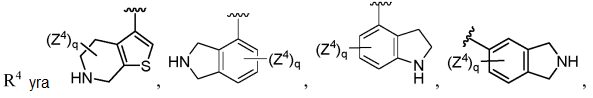 R⁴ yra (Z⁴)q HN S , HN (Z⁴)q , (Z⁴)q N H , (Z⁴)q NH ,